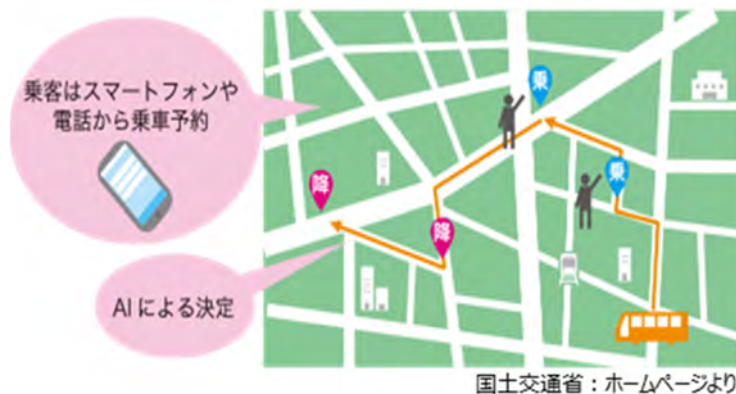 乗客はスマートフォンや
電話から乗車予約
乗
乗
降
降
AIによる決定
国土交通省：ホームページより